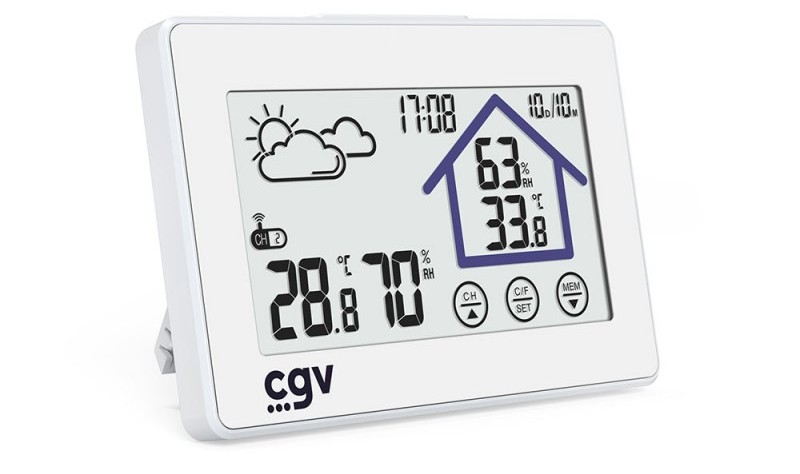 17:08
10D/10M
63%RH
33.8°C
CH 2
28.8°C 70%RH
CH
C/F
SET
MEM
cgv